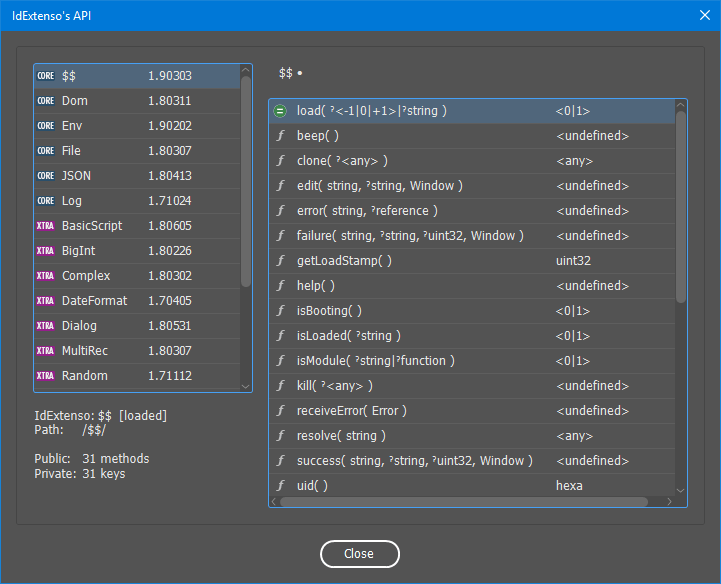 IdExtenso's API
CORE $$ 1.90303
CORE Dom 1.80311
CORE Env 1.90202
CORE File 1.80307
CORE JSON 1.80413
CORE Log 1.71024
XTRA BasicScript 1.80605
XTRA BigInt 1.80226
XTRA Complex 1.80302
XTRA DateFormat 1.70405
XTRA Dialog 1.80531
XTRA MultiRec 1.80307
XTRA Random 1.71112
IdExtenso: $$ [loaded]
Path: /$$/
Public: 31 methods
Private: 31 keys
$$ •
= load( ?<-1|0|+1>|?string ) <0|1>
ƒ beep( ) <undefined>
ƒ clone( ?<any> ) <any>
ƒ edit( string, ?string, Window ) <undefined>
ƒ error( string, ?reference ) <undefined>
ƒ failure( string, ?string, ?uint32, Window ) <undefined>
ƒ getLoadStamp( ) uint32
ƒ help( ) <undefined>
ƒ isBooting( ) <0|1>
ƒ isLoaded( ?string ) <0|1>
ƒ isModule( ?string|?function ) <0|1>
ƒ kill( ?<any> ) <undefined>
ƒ receiveError( Error ) <undefined>
ƒ resolve( string ) <any>
ƒ success( string, ?string, ?uint32, Window ) <undefined>
ƒ uid( ) hexa
Close